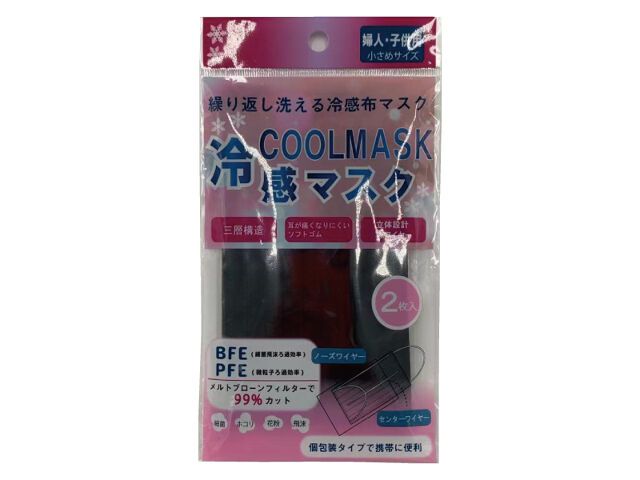 婦人・子供用
小さめサイズ
繰り返し洗える冷感布マスク
COOLMASK
冷感マスク
三層構造
耳が痛くなりにくい
ソフトゴム
立体設計
2枚入
BFE(細菌飛沫ろ過効率)
PFE(微粒子ろ過効率)
メルトブローンフィルターで
99%カット
細菌 ホコリ 花粉 飛沫
ノーズワイヤー
センターワイヤー
個包装タイプで携帯に便利